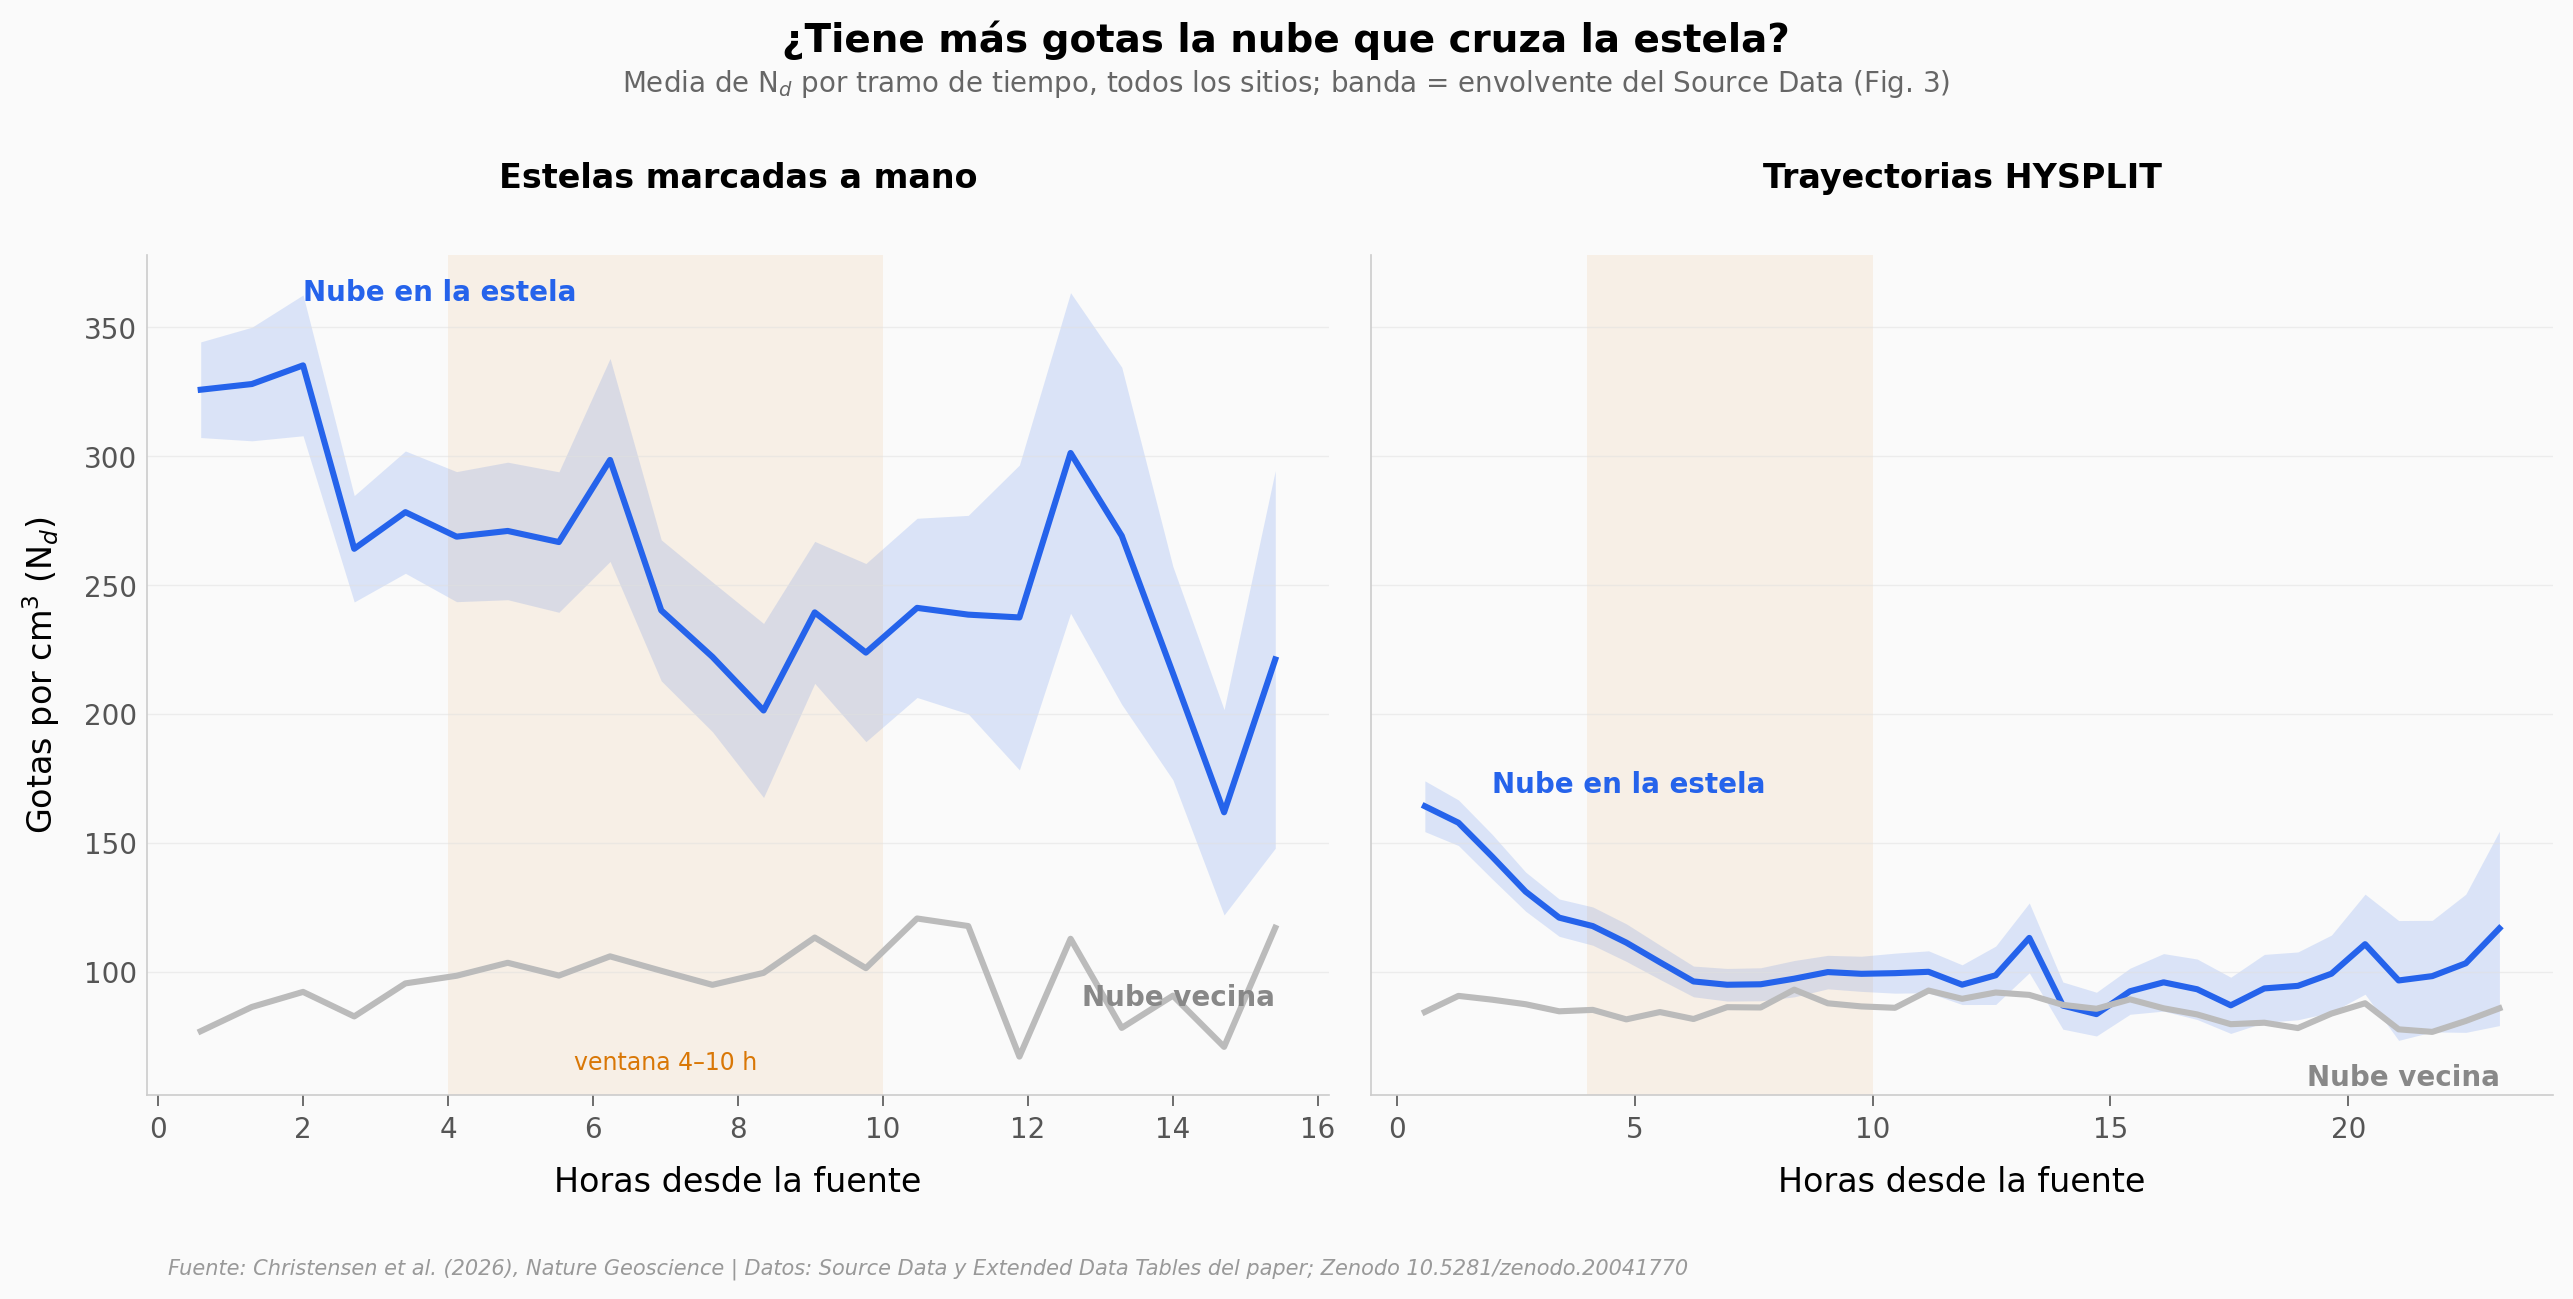 ¿Tiene más gotas la nube que cruza la estela?
Media de N_d por tramo de tiempo, todos los sitios; banda = envolvente del Source Data (Fig. 3)
Estelas marcadas a mano
Gotas por cm³ (N_d)
350
300
250
200
150
100
Nube en la estela
Nube vecina
ventana 4–10 h
0 2 4 6 8 10 12 14 16
Horas desde la fuente
Trayectorias HYSPLIT
Nube en la estela
Nube vecina
0 5 10 15 20
Horas desde la fuente
Fuente: Christensen et al. (2026), Nature Geoscience | Datos: Source Data y Extended Data Tables del paper; Zenodo 10.5281/zenodo.20041770